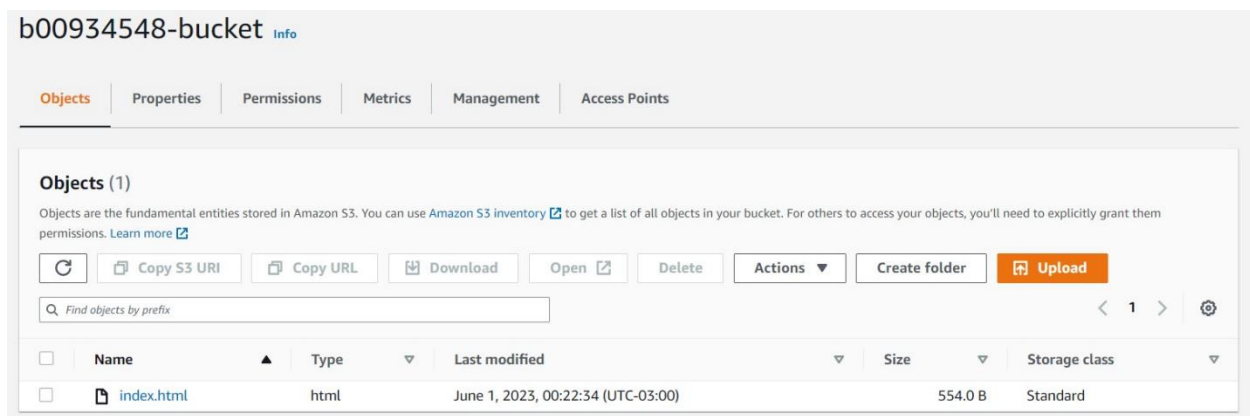 b00934548-bucket Info
Objects Properties Permissions Metrics Management Access Points
Objects (1)
Objects are the fundamental entities stored in Amazon S3. You can use Amazon S3 inventory to get a list of all objects in your bucket. For others to access your objects, you'll need to explicitly grant them
permissions. Learn more
Copy S3 URI Copy URL Download Open Delete Actions Create folder Upload
Find objects by prefix 1
Name Type Last modified Size Storage class
index.html html June 1, 2023, 00:22:34 (UTC-03:00) 554.0 B Standard